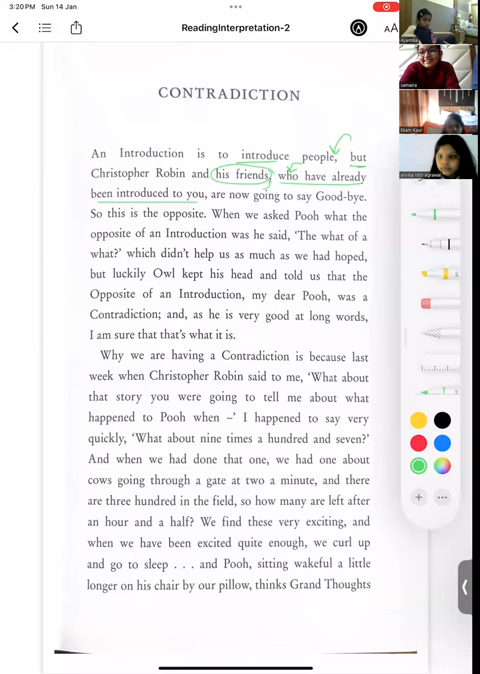 3:20 PM Sun 14 Jan
ReadingInterpretation-2
AA
Ayamika
samaira
Ekam Kaur
CONTRADICTION
An Introduction is to introduce people, but
Christopher Robin and his friends, who have already
been introduced to you, are now going to say Good-bye.
So this is the opposite. When we asked Pooh what the
opposite of an Introduction was he said, ‘The what of a
what?’ which didn’t help us as much as we had hoped,
but luckily Owl kept his head and told us that the
Opposite of an Introduction, my dear Pooh, was a
Contradiction; and, as he is very good at long words,
I am sure that that’s what it is.
Why we are having a Contradiction is because last
week when Christopher Robin said to me, ‘What about
that story you were going to tell me about what
happened to Pooh when –’ I happened to say very
quickly, ‘What about nine times a hundred and seven?’
And when we had done that one, we had one about
cows going through a gate at two a minute, and there
are three hundred in the field, so how many are left after
an hour and a half? We find these very exciting, and
when we have been excited quite enough, we curl up
and go to sleep . . . and Pooh, sitting wakeful a little
longer on his chair by our pillow, thinks Grand Thoughts